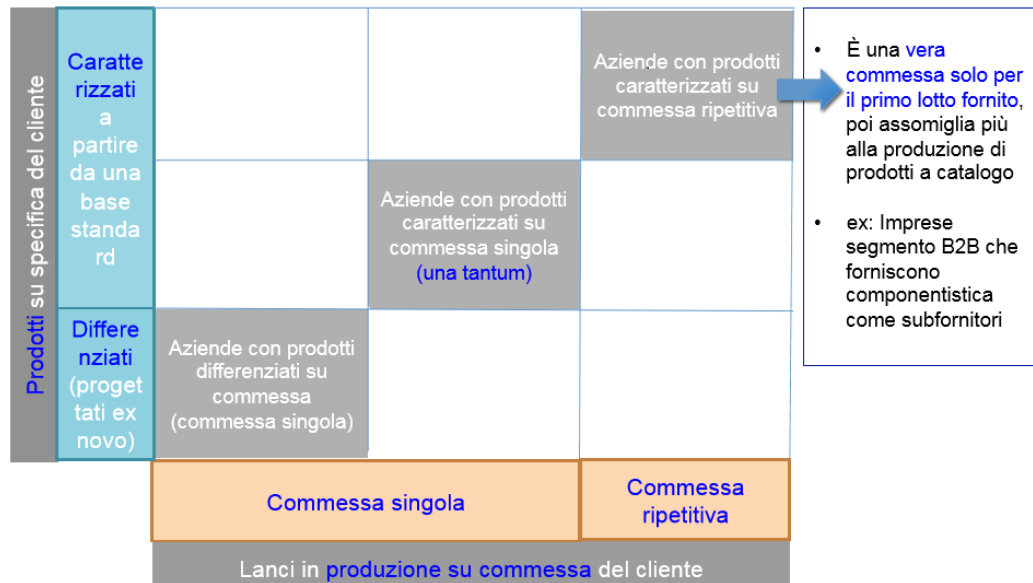 Prodotti su specifica del cliente
Caratte
rizzati
a
partire
da una
base
standa
rd
Differe
nziati
(proget
tati ex
novo)
Aziende con prodotti
caratterizzati su
commessa ripetitiva
Aziende con prodotti
caratterizzati su
commessa singola
(una tantum)
Aziende con prodotti
differenziati su
commessa
(commessa singola)
Commessa singola
Commessa
ripetitiva
Lanci in produzione su commessa del cliente
• È una vera
commessa solo per
il primo lotto fornito,
poi assomiglia più
alla produzione di
prodotti a catalogo
• ex: Imprese
segmento B2B che
forniscono
componentistica
come subfornitori